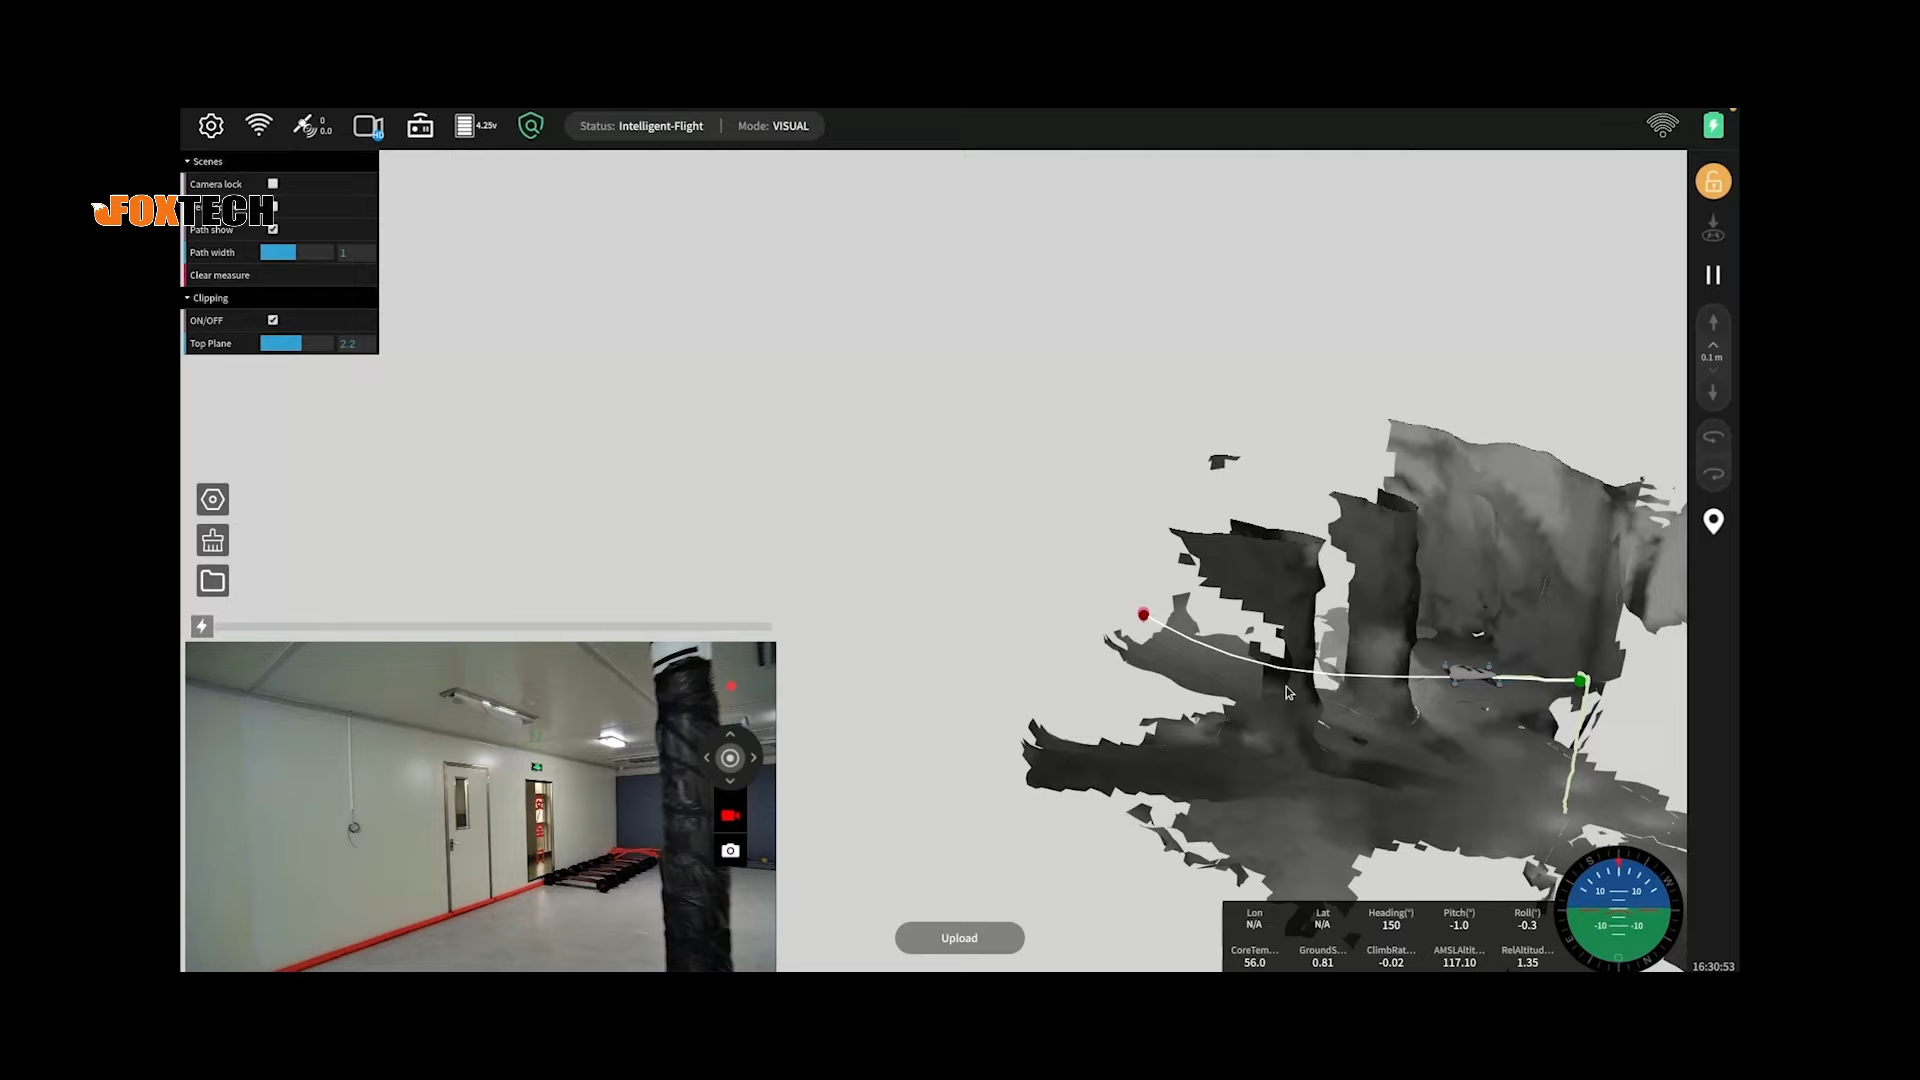 0
0.0
HD
4.25v
Status: Intelligent-Flight | Mode: VISUAL
Scenes
Camera lock
FOXTECH
Path show
Path width 1
Clear measure
Clipping
ON/OFF
Top Plane 2.2
0.1 m
Upload
Lon Lat Heading(°) Pitch(°) Roll(°)
N/A N/A 150 -1.0 -0.3
CoreTem... GroundS... ClimbRat... AMSLAltit... RelAltitud...
56.0 0.81 -0.02 117.10 1.35
S W
10 10
-10 -10
E N
16:30:53